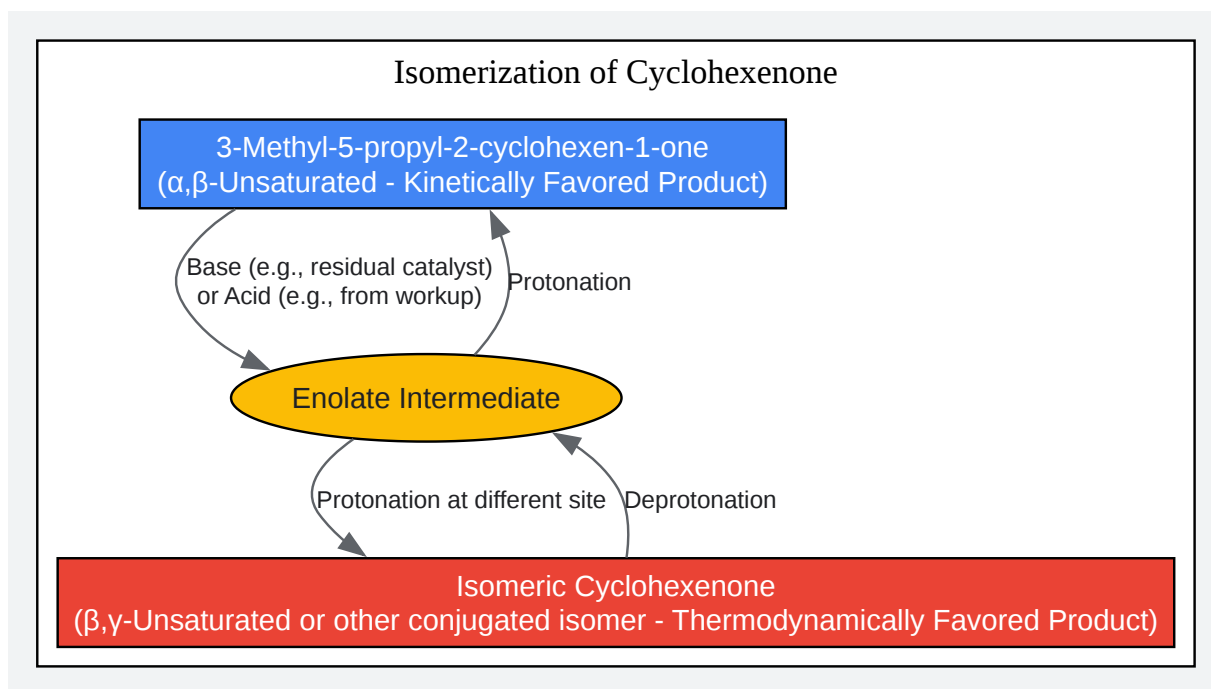 Isomerization of Cyclohexenone
3-Methyl-5-propyl-2-cyclohexen-1-one
(α,β-Unsaturated - Kinetically Favored Product)
Base (e.g., residual catalyst)
or Acid (e.g., from workup)
Protonation
Enolate Intermediate
Protonation at different site
Deprotonation
Isomeric Cyclohexenone
(β,γ-Unsaturated or other conjugated isomer - Thermodynamically Favored Product)